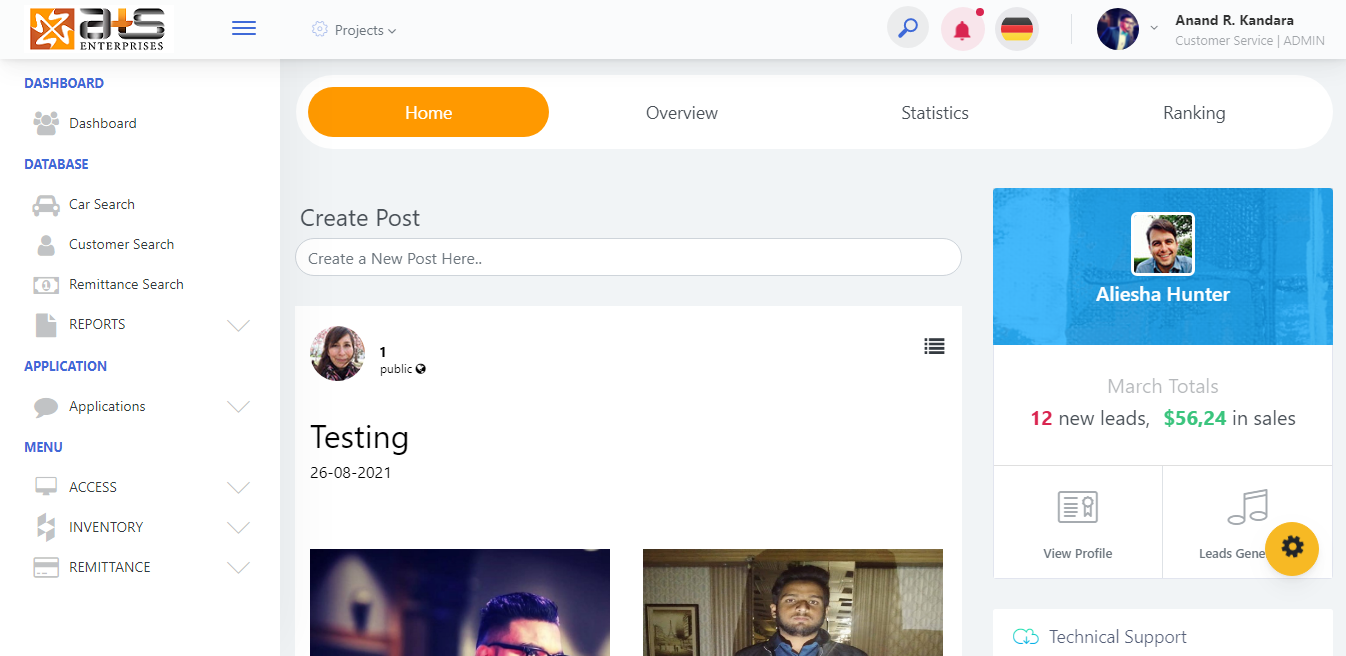 ats
ENTERPRISES
Projects
Anand R. Kandara
Customer Service | ADMIN
DASHBOARD
Dashboard
DATABASE
Car Search
Customer Search
Remittance Search
REPORTS
APPLICATION
Applications
MENU
ACCESS
INVENTORY
REMITTANCE
Home
Overview
Statistics
Ranking
Create Post
Create a New Post Here..
1
public
Testing
26-08-2021
Aliesha Hunter
March Totals
12 new leads, $56,24 in sales
View Profile
Leads Gene
Technical Support